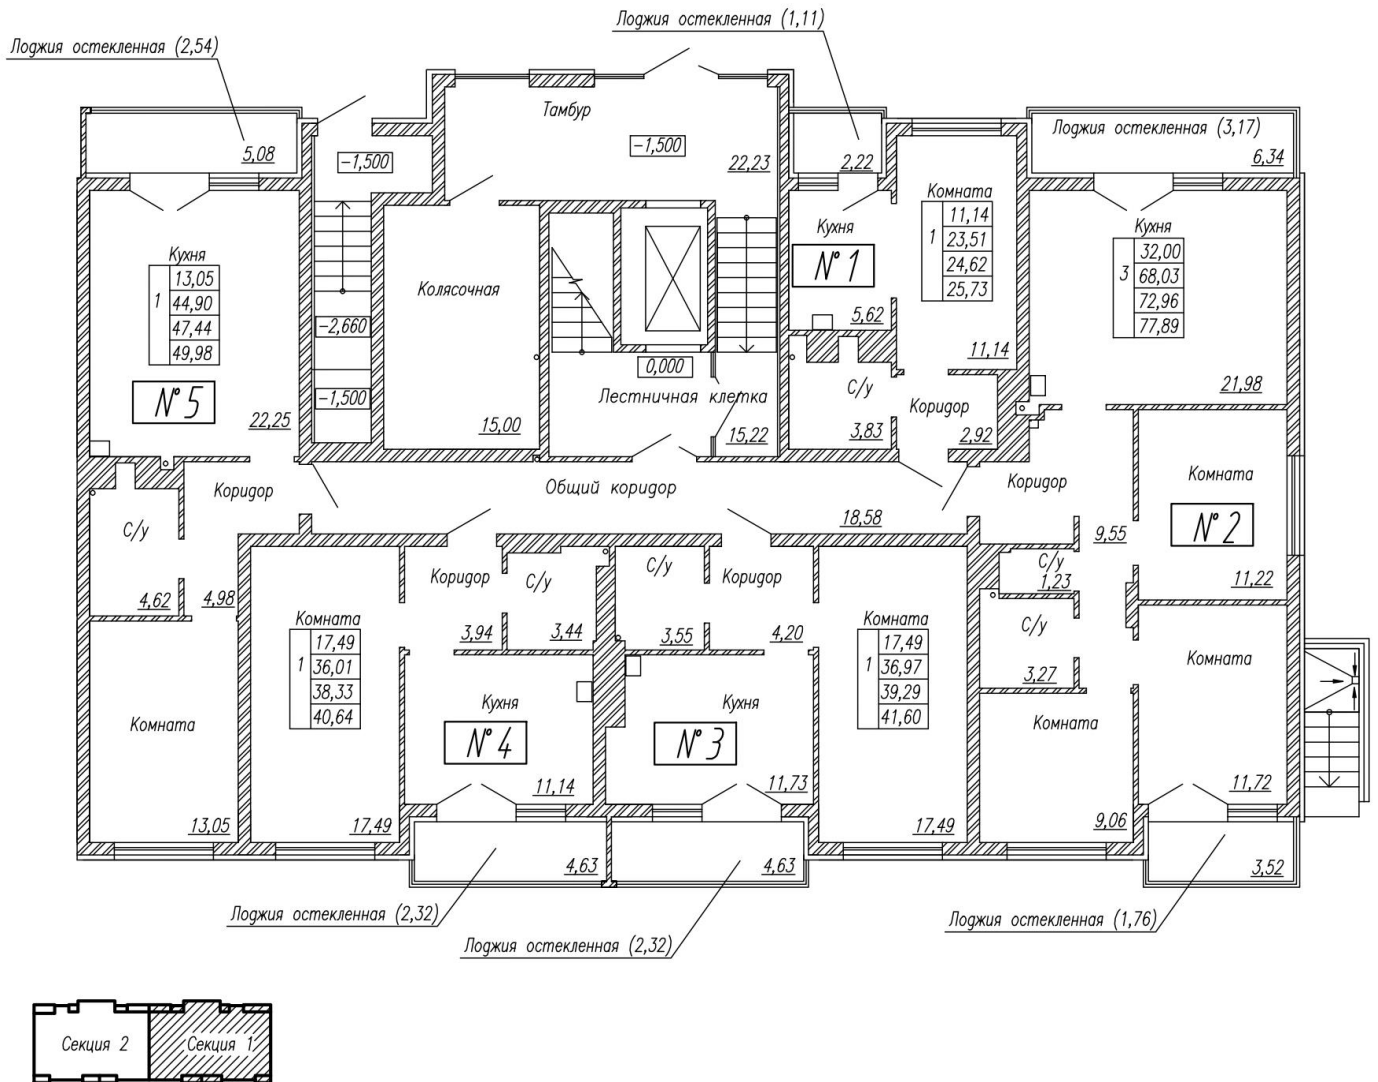 Лоджия остекленная (1,11)
Лоджия остекленная (2,54)
Тамбур
Лоджия остекленная (3,17)
5,08
-1,500
-1,500
22,23
2,22
6,34
Комната
1
11,14
23,51
24,62
25,73
Кухня
N°1
5,62
11,14
Кухня
3
32,00
68,03
72,96
77,89
21,98
Кухня
1
13,05
44,90
47,44
49,98
N°5
22,25
Колясочная
15,00
-2,660
-1,500
0,000
Лестничная клетка
15,22
С/у
3,83
Коридор
2,92
Коридор
Общий коридор
18,58
Коридор
9,55
Комната
N°2
11,22
С/у
4,62
4,98
Коридор
С/у
С/у
Коридор
С/у
1,23
Комната
1
17,49
36,01
38,33
40,64
3,94
3,44
3,55
4,20
Комната
1
17,49
36,97
39,29
41,60
С/у
3,27
Комната
Комната
13,05
17,49
Кухня
N°4
11,14
Кухня
N°3
11,73
17,49
Комната
9,06
11,72
4,63
4,63
3,52
Лоджия остекленная (2,32)
Лоджия остекленная (2,32)
Лоджия остекленная (1,76)
Секция 2
Секция 1